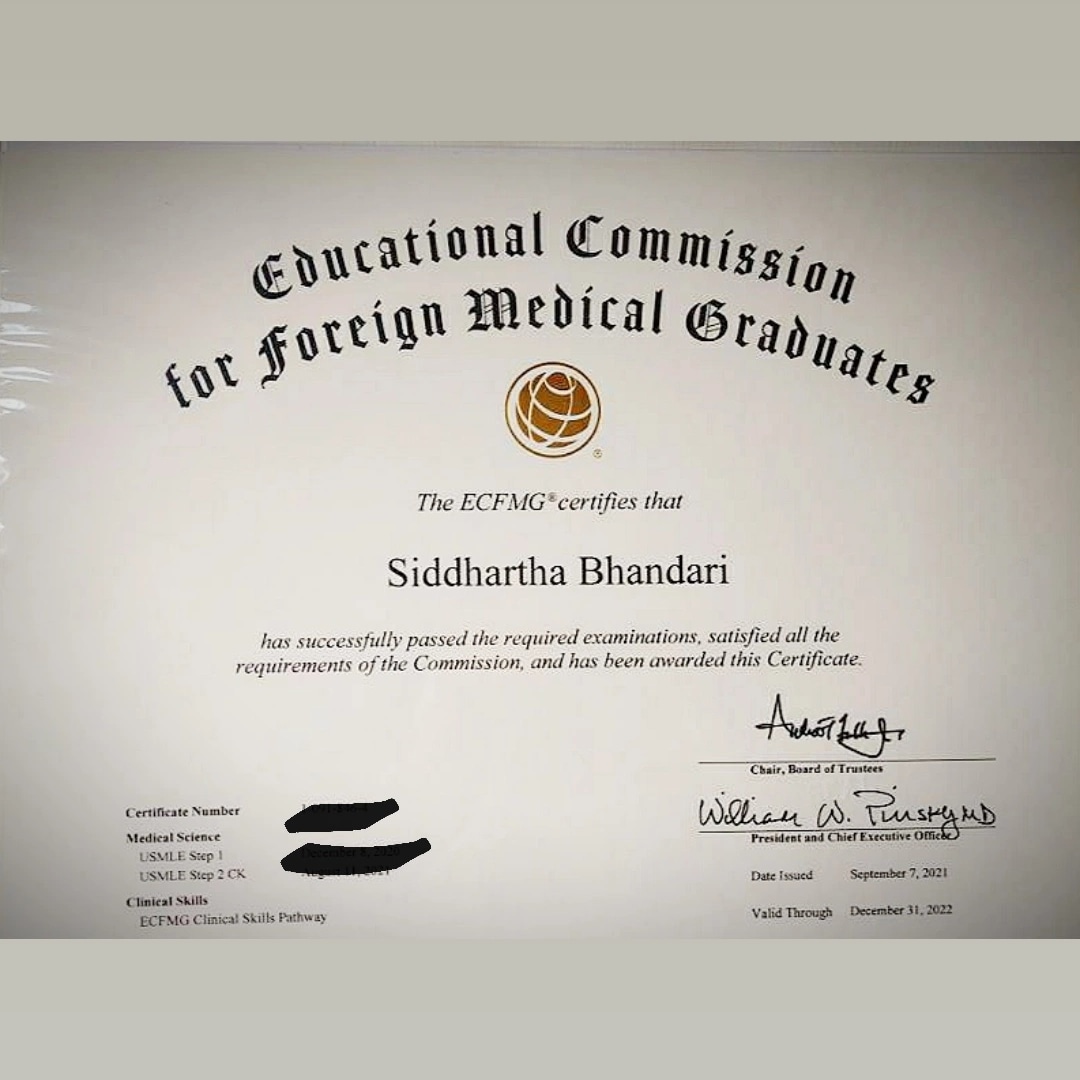 Educational Commission
for Foreign Medical Graduates
®
The ECFMG® certifies that
Siddhartha Bhandari
has successfully passed the required examinations, satisfied all the
requirements of the Commission, and has been awarded this Certificate.
Chair, Board of Trustees
William W. Pinsky MD
President and Chief Executive Officer
Certificate Number
Medical Science
USMLE Step 1
USMLE Step 2 CK
Clinical Skills
ECFMG Clinical Skills Pathway
Date Issued September 7, 2021
Valid Through December 31, 2022